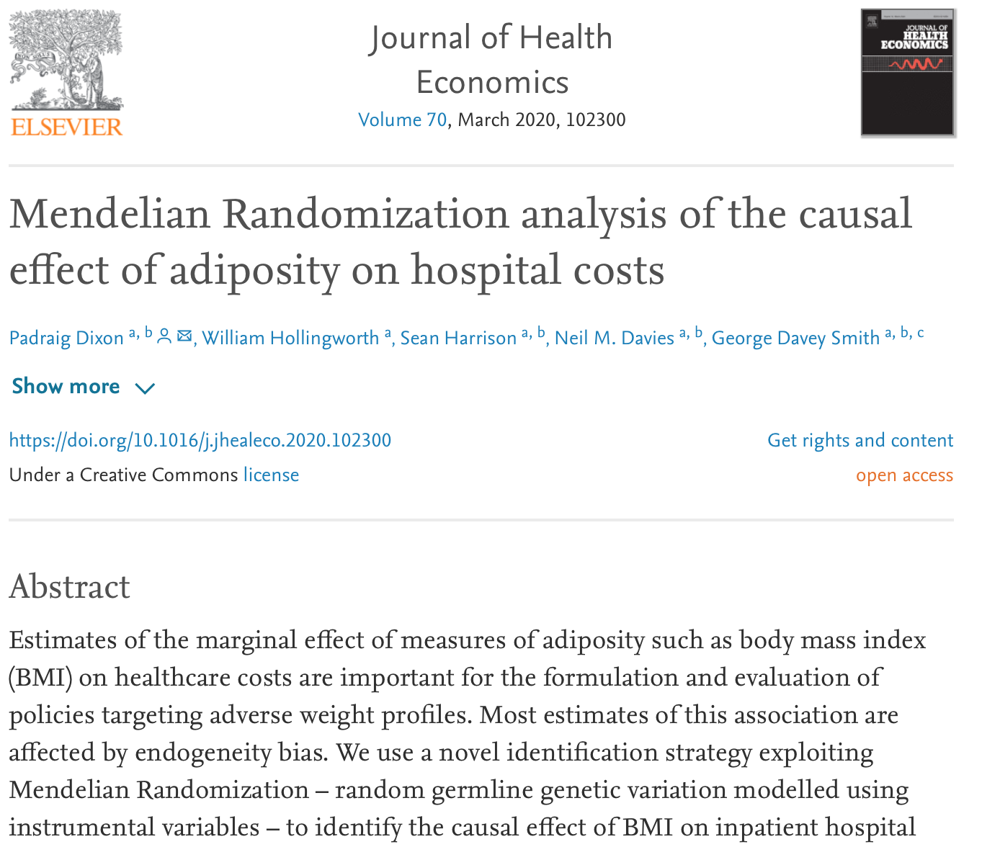 ELSEVIER
Journal of Health
Economics
Volume 70, March 2020, 102300
JOURNAL OF
HEALTH
ECONOMICS
Mendelian Randomization analysis of the causal
effect of adiposity on hospital costs
Padraig Dixon a, b, William Hollingworth a, Sean Harrison a, b, Neil M. Davies a, b, George Davey Smith a, b, c
Show more
https://doi.org/10.1016/j.jhealeco.2020.102300
Get rights and content
Under a Creative Commons license
open access
Abstract
Estimates of the marginal effect of measures of adiposity such as body mass index
(BMI) on healthcare costs are important for the formulation and evaluation of
policies targeting adverse weight profiles. Most estimates of this association are
affected by endogeneity bias. We use a novel identification strategy exploiting
Mendelian Randomization – random germline genetic variation modelled using
instrumental variables – to identify the causal effect of BMI on inpatient hospital